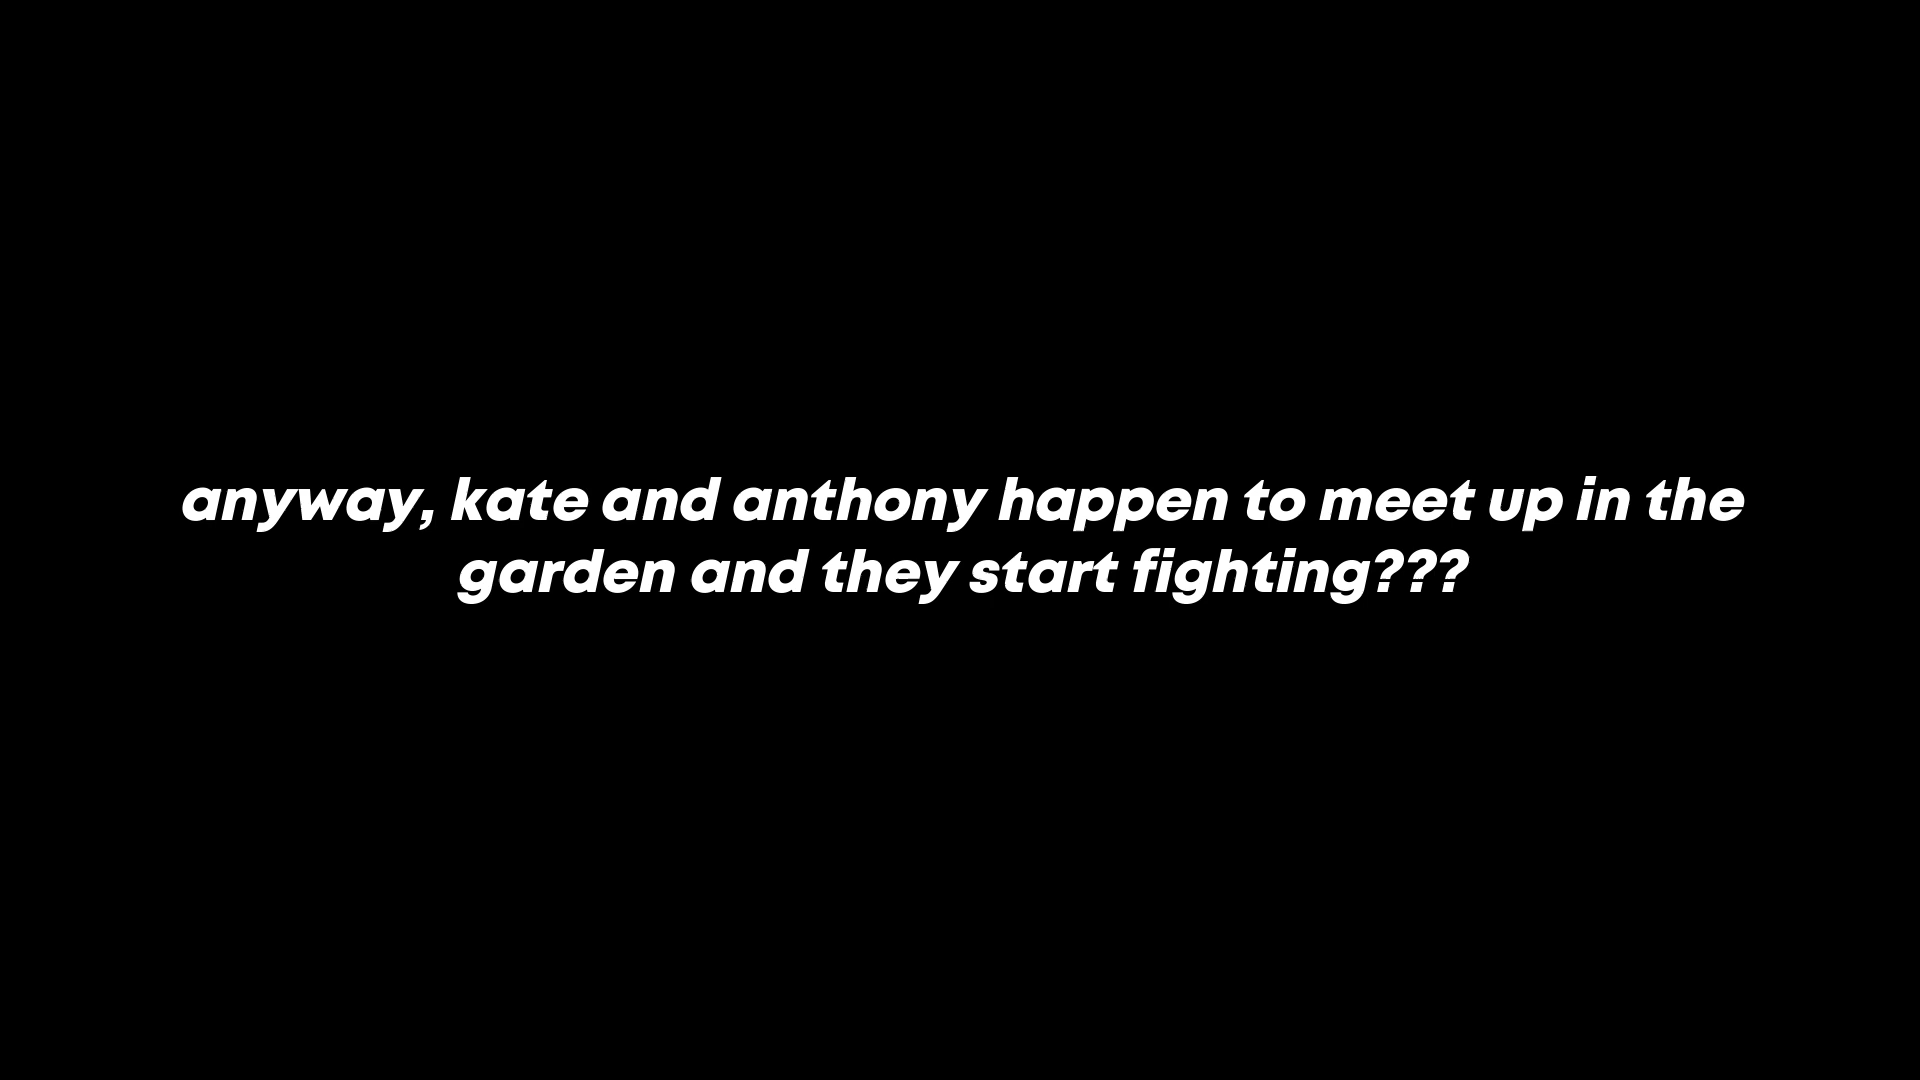 anyway, kate and anthony happen to meet up in the
garden and they start fighting???